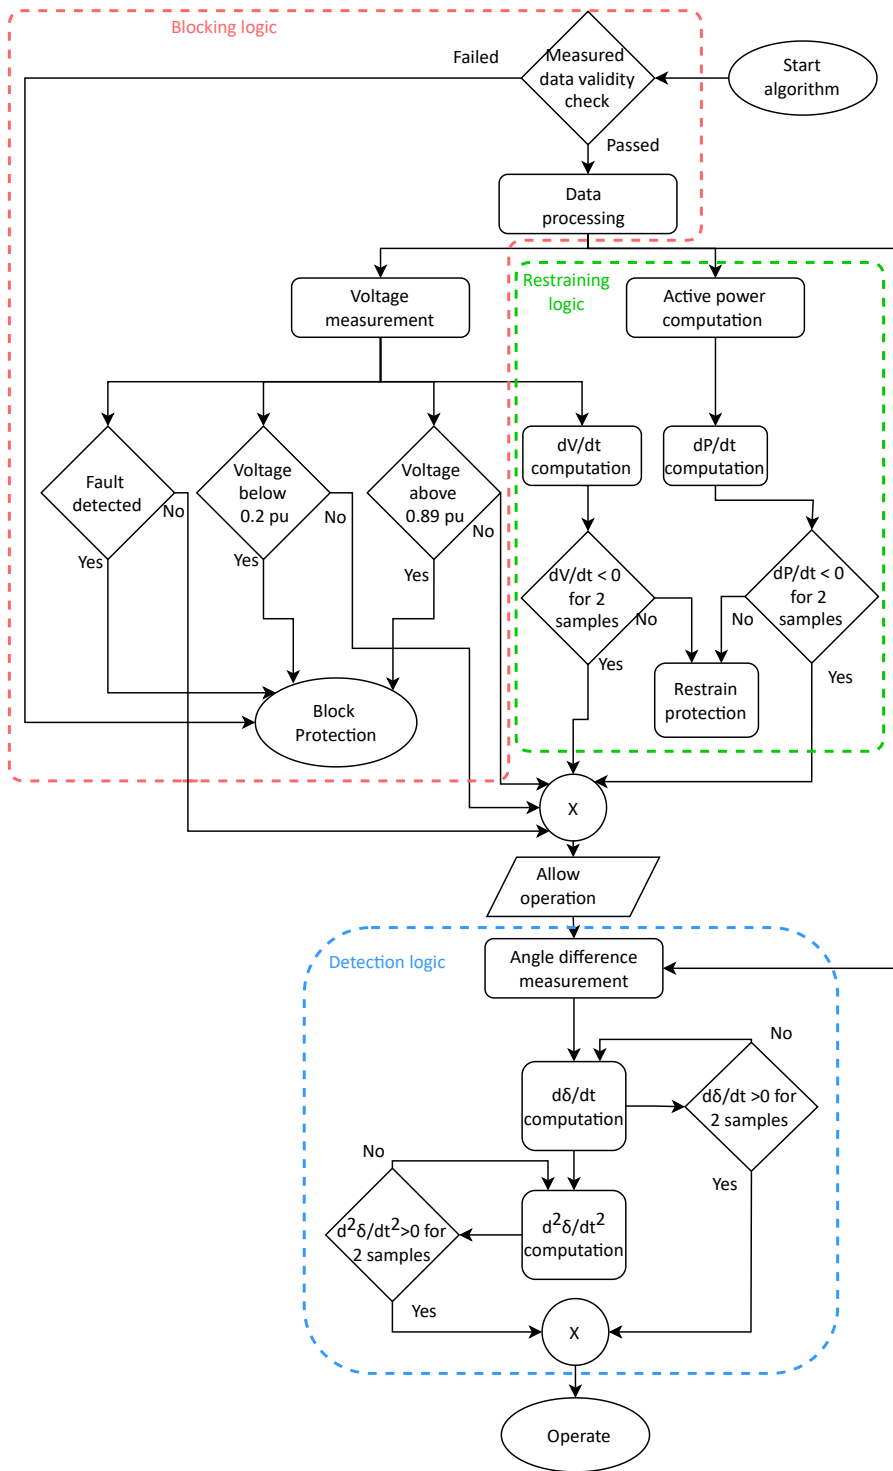 Blocking logic
Failed
Measured
data validity
check
Start
algorithm
Passed
Data
processing
Restraining
logic
Voltage
measurement
Active power
computation
dV/dt
computation
dP/dt
computation
Fault
detected
No
Yes
Voltage
below
0.2 pu
No
Yes
Voltage
above
0.89 pu
No
Yes
dV/dt < 0
for 2
samples
No
Yes
dP/dt < 0
for 2
samples
No
Yes
Restrain
protection
Block
Protection
X
Allow
operation
Detection logic
Angle difference
measurement
No
dδ/dt
computation
dδ/dt >0 for
2 samples
Yes
No
d²δ/dt²>0 for
2 samples
d²δ/dt²
computation
Yes
X
Operate